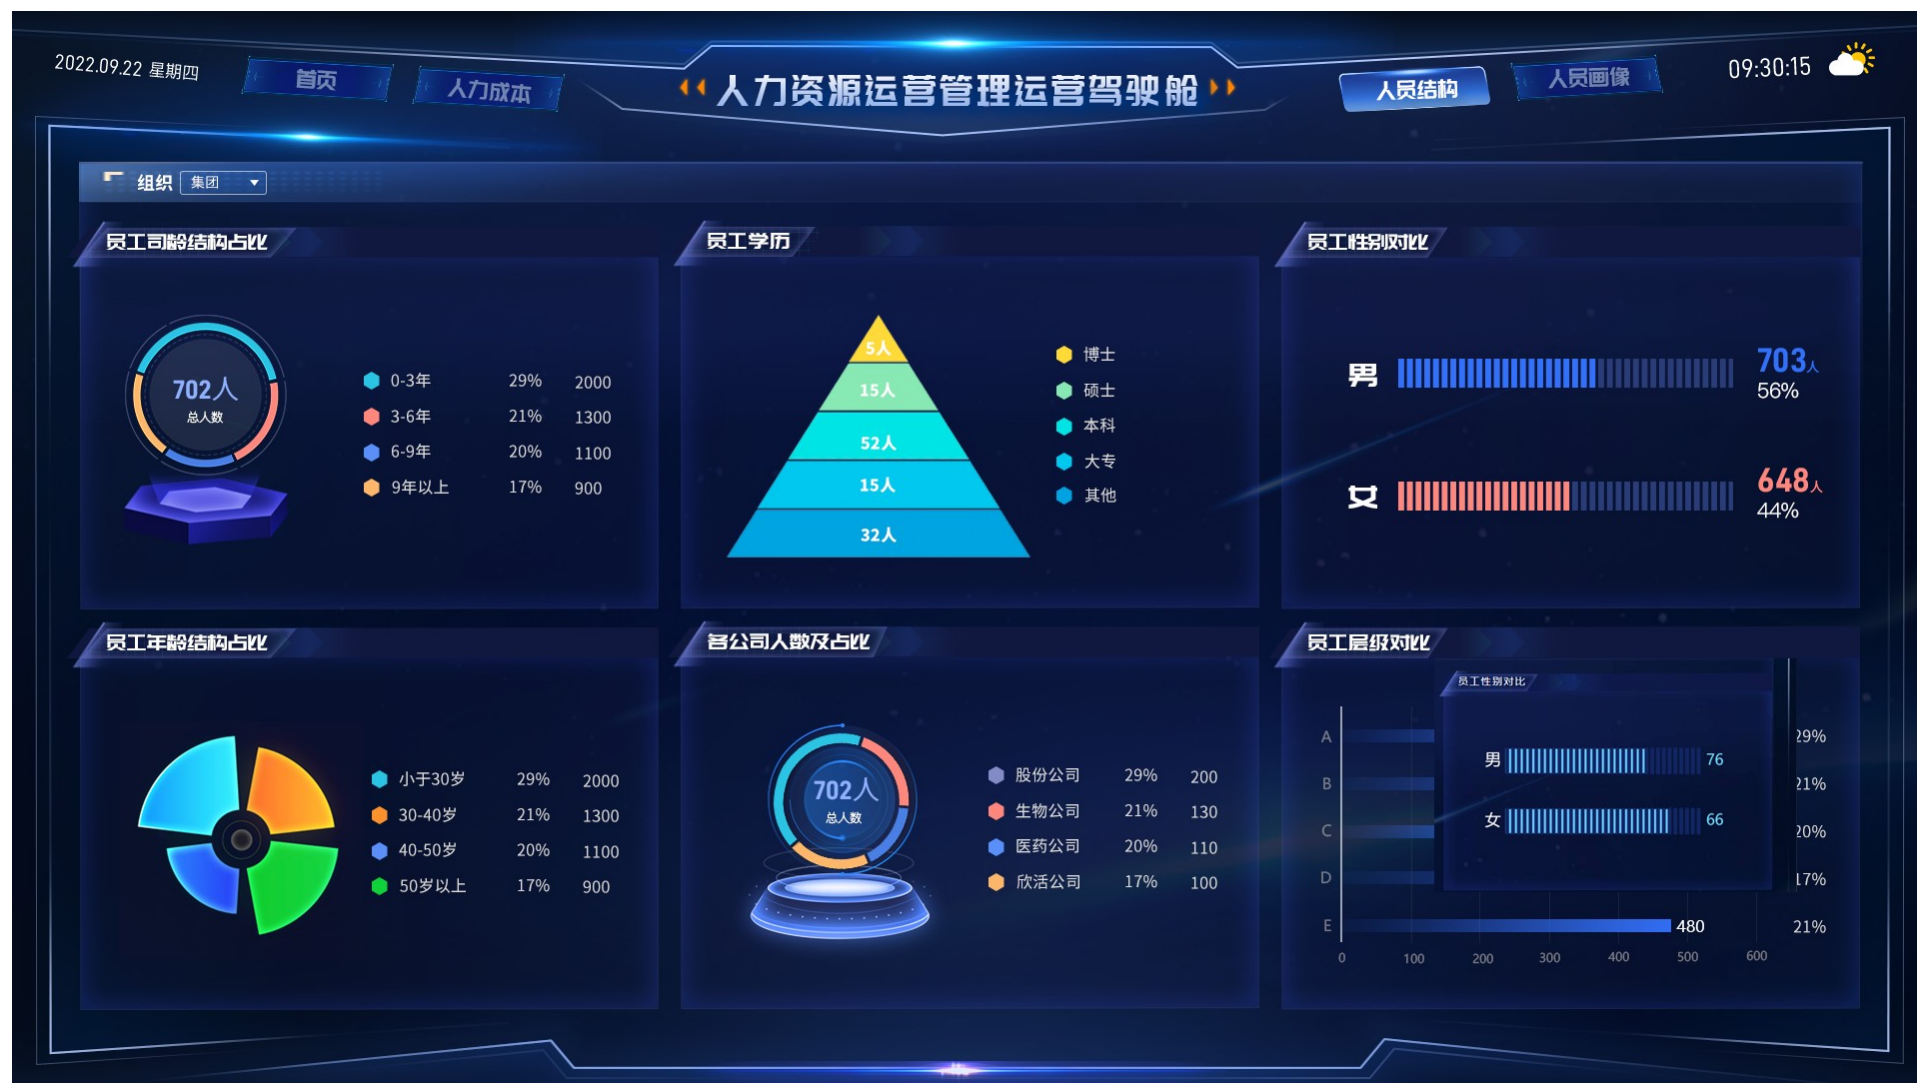 2022.09.22 星期四
首页
人力成本
人力资源运营管理运营驾驶舱
人员结构
人员画像
09:30:15
组织 集团
员工司龄结构占比
702人
总人数
0-3年 29% 2000
3-6年 21% 1300
6-9年 20% 1100
9年以上 17% 900
员工学历
5人
15人
52人
15人
32人
博士
硕士
本科
大专
其他
员工性别对比
男 703人
56%
女 648人
44%
员工年龄结构占比
小于30岁 29% 2000
30-40岁 21% 1300
40-50岁 20% 1100
50岁以上 17% 900
各公司人数及占比
702人
总人数
股份公司 29% 200
生物公司 21% 130
医药公司 20% 110
欣活公司 17% 100
员工层级对比
员工性别对比
男 76
女 66
A 29%
B 21%
C 20%
D 17%
E 480 21%
0 100 200 300 400 500 600